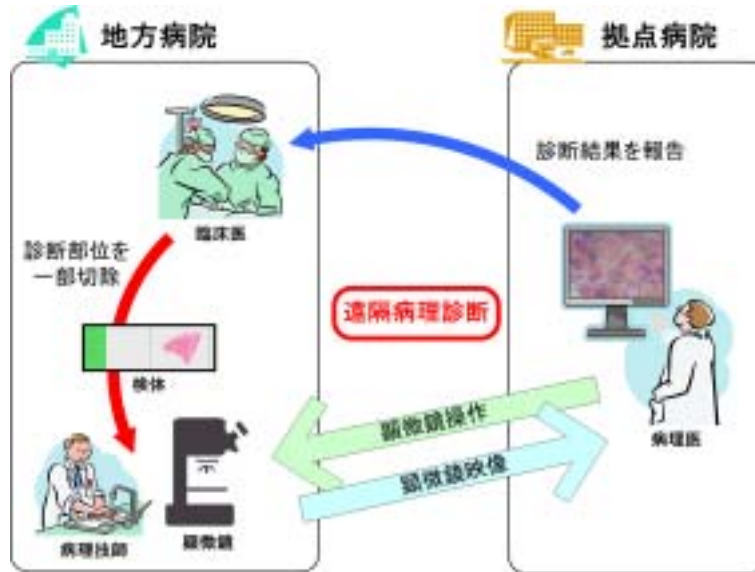 地方病院
拠点病院
診断結果を報告
臨床医
診断部位を
一部切除
遠隔病理診断
検体
顕微鏡操作
病理医
顕微鏡映像
病理技師
顕微鏡